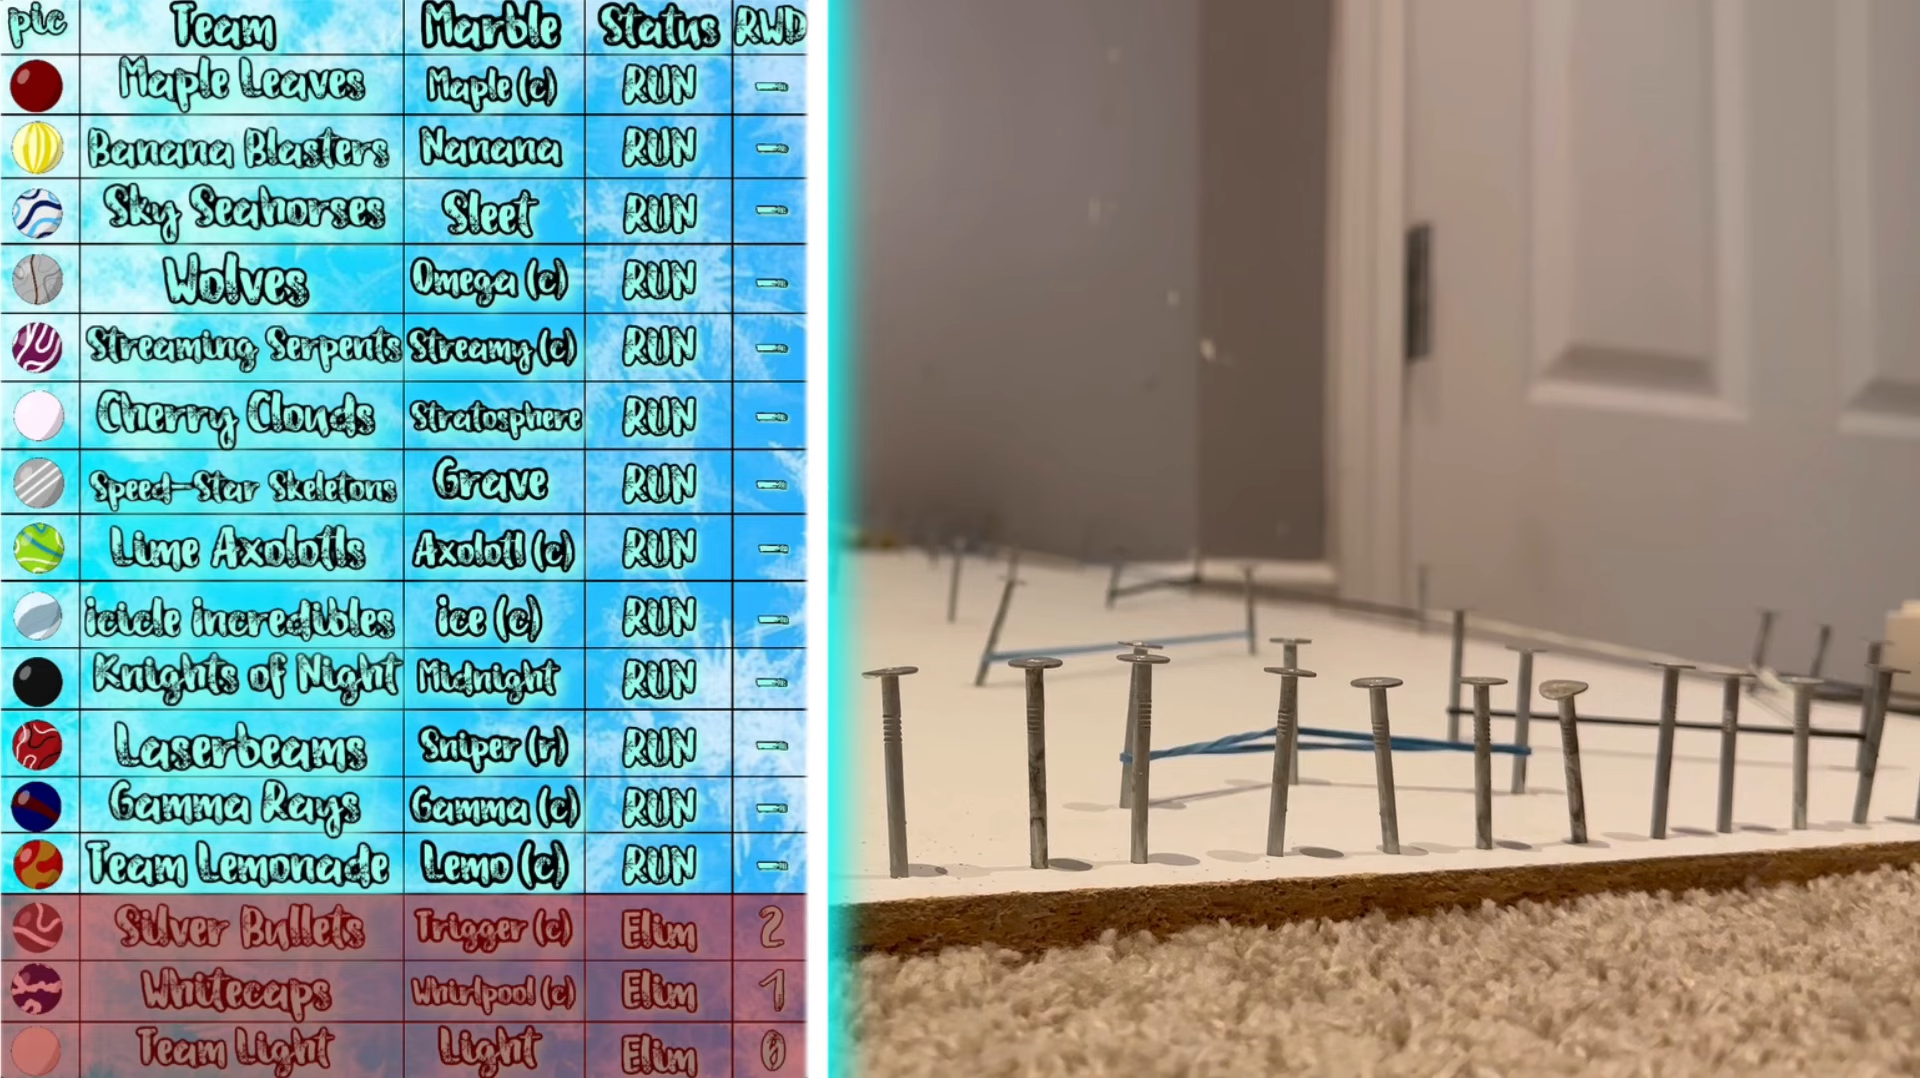 pic Team Marble Status RWD
Maple Leaves Maple (c) RUN -
Banana Blasters Nanana RUN -
Sky Seahorses Sleet RUN -
Wolves Omega (c) RUN -
Streaming Serpents Streamy (c) RUN -
Cherry Clouds Stratosphere RUN -
Speed-Star Skeletons Grave RUN -
Lime Axolotls Axolotl (c) RUN -
icicle incredibles ice (c) RUN -
Knights of Night Midnight RUN -
Laserbeams Sniper (r) RUN -
Gamma Rays Gamma (c) RUN -
Team Lemonade Lemo (c) RUN -
Silver Bullets Trigger (c) Elim 2
Whitecaps Whirlpool (c) Elim 1
Team Light Light Elim 0